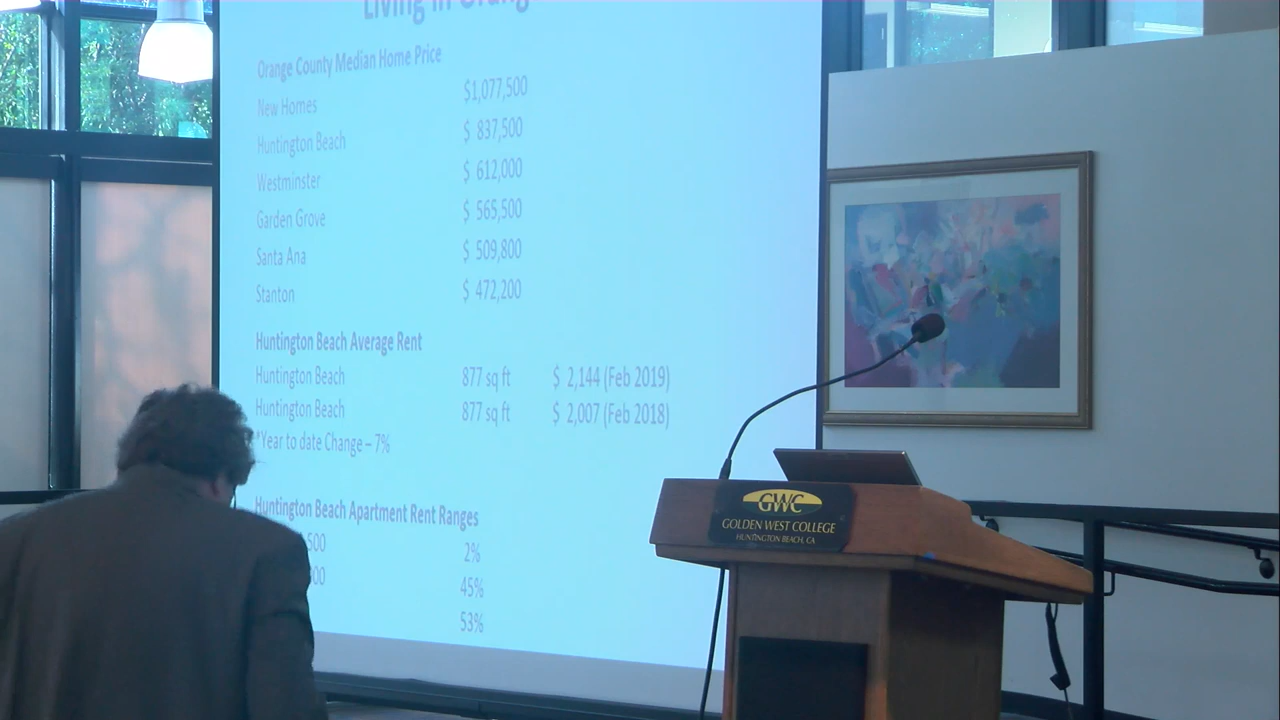 Living in Orang
Orange County Median Home Price
New Homes $1,077,500
Huntington Beach $ 837,500
Westminster $ 612,000
Garden Grove $ 565,500
Santa Ana $ 509,800
Stanton $ 472,200
Huntington Beach Average Rent
Huntington Beach 877 sq ft $ 2,144 (Feb 2019)
Huntington Beach 877 sq ft $ 2,007 (Feb 2018)
*Year to date Change – 7%
Huntington Beach Apartment Rent Ranges
500 2%
00 45%
53%
GWC
GOLDEN WEST COLLEGE
HUNTINGTON BEACH, CA